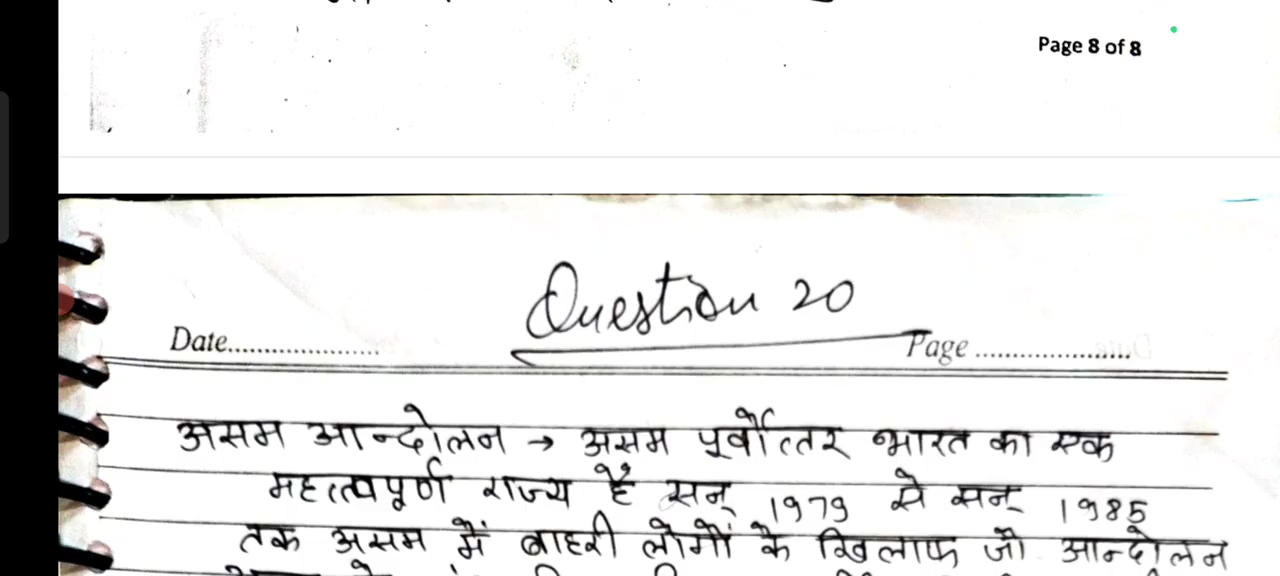 Page 8 of 8
Question 20
Date.................... Page ......................
असम आन्दोलन → असम पूर्वोत्तर भारत का एक
महत्त्वपूर्ण राज्य है सन् 1979 से सन् 1985
तक असम में बाहरी लोगों के खिलाफ जो आन्दोलन